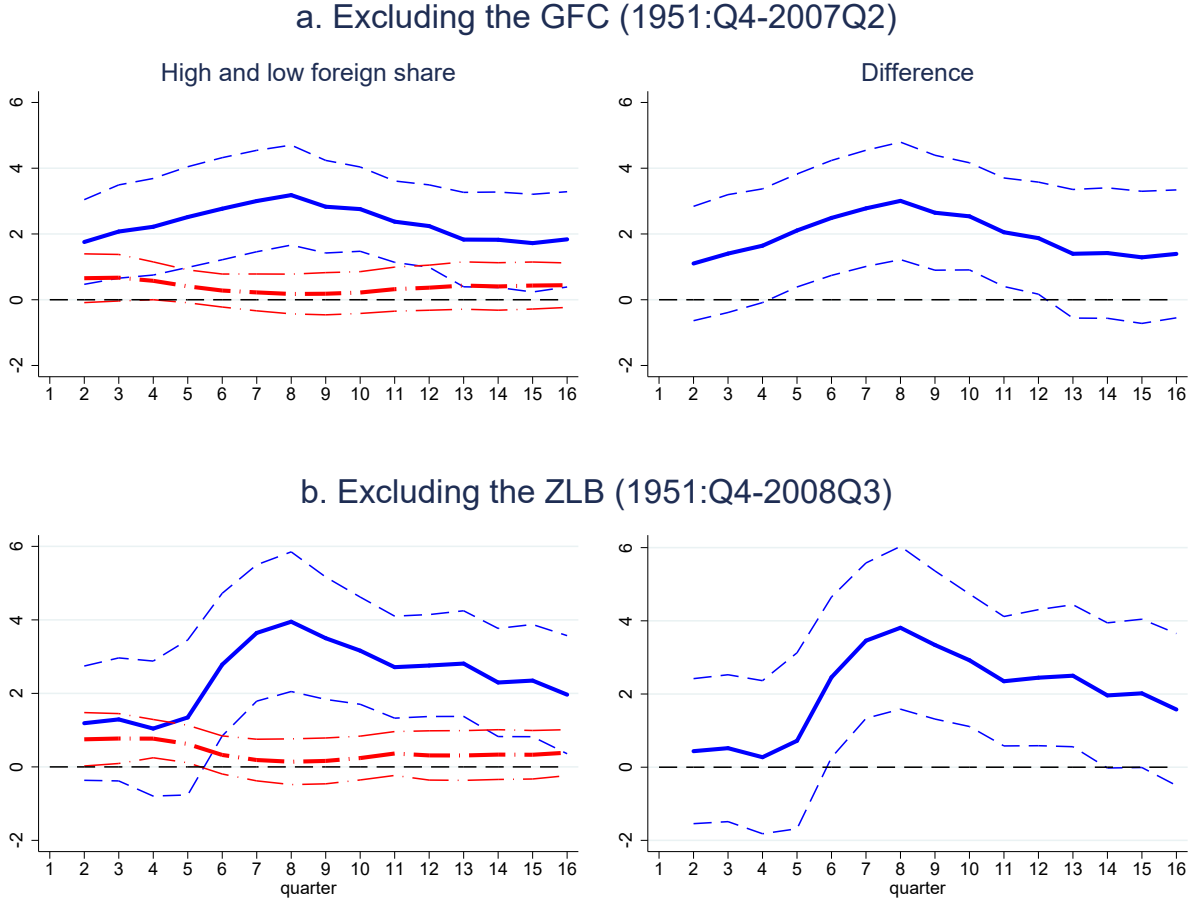 a. Excluding the GFC (1951:Q4-2007Q2)
High and low foreign share
6
4
2
0
-2
1 2 3 4 5 6 7 8 9 10 11 12 13 14 15 16
Difference
6
4
2
0
-2
1 2 3 4 5 6 7 8 9 10 11 12 13 14 15 16
b. Excluding the ZLB (1951:Q4-2008Q3)
6
4
2
0
-2
1 2 3 4 5 6 7 8 9 10 11 12 13 14 15 16
quarter
6
4
2
0
-2
1 2 3 4 5 6 7 8 9 10 11 12 13 14 15 16
quarter